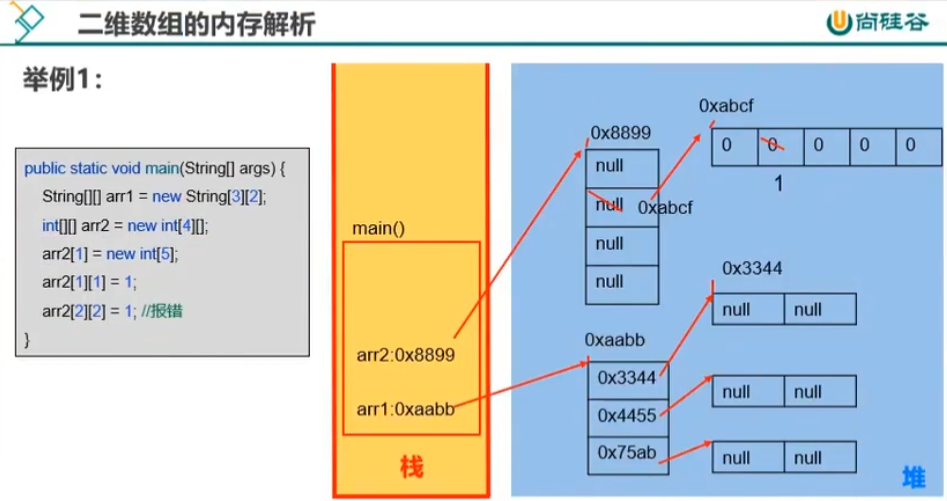 二维数组的内存解析
尚硅谷
举例1：
public static void main(String[] args) {
String[][] arr1 = new String[3][2];
int[][] arr2 = new int[4][];
arr2[1] = new int[5];
arr2[1][1] = 1;
arr2[2][2] = 1; //报错
}
main()
arr2:0x8899
arr1:0xaabb
栈
0x8899
null
null
0xabcf
null
null
0xabcf
0 0 0 0 0
1
0xaabb
0x3344
0x4455
0x75ab
0x3344
null null
null null
null null
堆